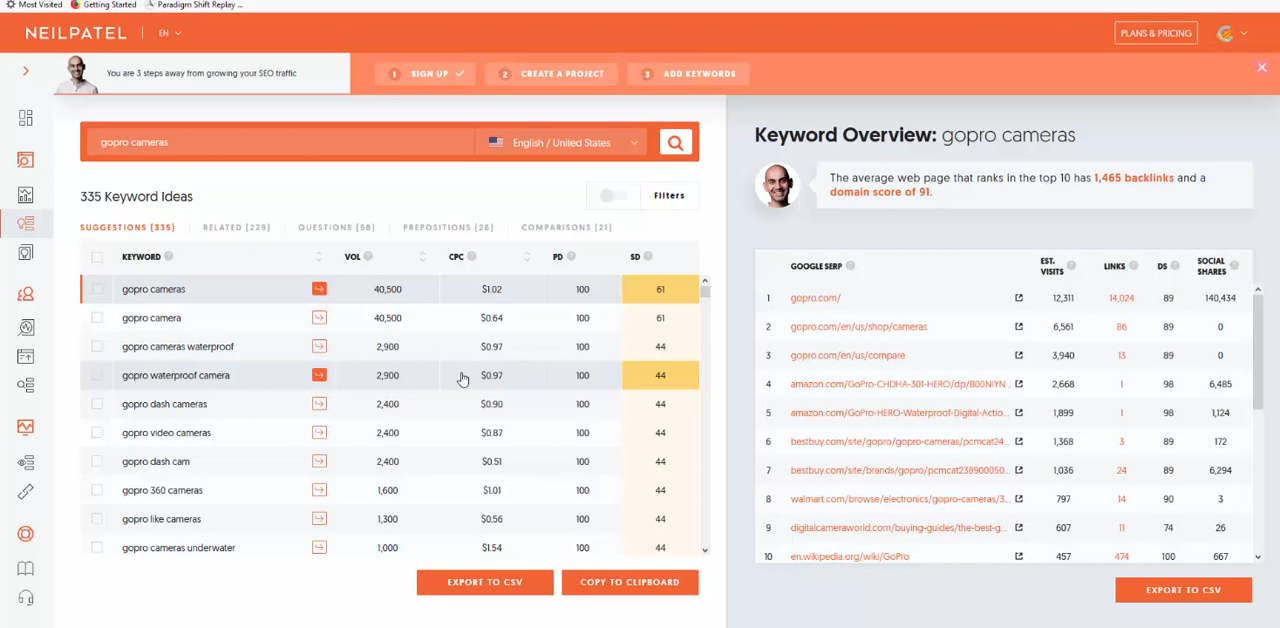 Most Visited Getting Started Paradigm Shift Replay ...
NEILPATEL EN PLANS & PRICING
You are 3 steps away from growing your SEO traffic 1 SIGN UP 2 CREATE A PROJECT 3 ADD KEYWORDS
gopro cameras English / United States
335 Keyword Ideas Filters
SUGGESTIONS (335) RELATED (229) QUESTIONS (58) PREPOSITIONS (26) COMPARISONS (21)
KEYWORD VOL CPC PD SD
gopro cameras 40,500 $1.02 100 61
gopro camera 40,500 $0.64 100 61
gopro cameras waterproof 2,900 $0.97 100 44
gopro waterproof camera 2,900 $0.97 100 44
gopro dash cameras 2,400 $0.90 100 44
gopro video cameras 2,400 $0.87 100 44
gopro dash cam 2,400 $0.51 100 44
gopro 360 cameras 1,600 $1.01 100 44
gopro like cameras 1,300 $0.56 100 44
gopro cameras underwater 1,000 $1.54 100 44
EXPORT TO CSV COPY TO CLIPBOARD
Keyword Overview: gopro cameras
The average web page that ranks in the top 10 has 1,465 backlinks and a
domain score of 91.
GOOGLE SERP EST. VISITS LINKS DS SOCIAL SHARES
1 gopro.com/ 12,311 14,024 89 140,434
2 gopro.com/en/us/shop/cameras 6,561 86 89 0
3 gopro.com/en/us/compare 3,940 13 89 0
4 amazon.com/GoPro-CHDHA-301-HERO/dp/B00NIYN... 2,668 1 98 6,485
5 amazon.com/GoPro-HERO-Waterproof-Digital-Actio... 1,899 1 98 1,124
6 bestbuy.com/site/gopro/gopro-cameras/pcmcat24... 1,368 3 89 172
7 bestbuy.com/site/brands/gopro/pcmcat238900050... 1,036 24 89 6,294
8 walmart.com/browse/electronics/gopro-cameras/3... 797 14 90 3
9 digitalcameraworld.com/buying-guides/the-best-g... 607 11 74 26
10 en.wikipedia.org/wiki/GoPro 457 474 100 667
EXPORT TO CSV